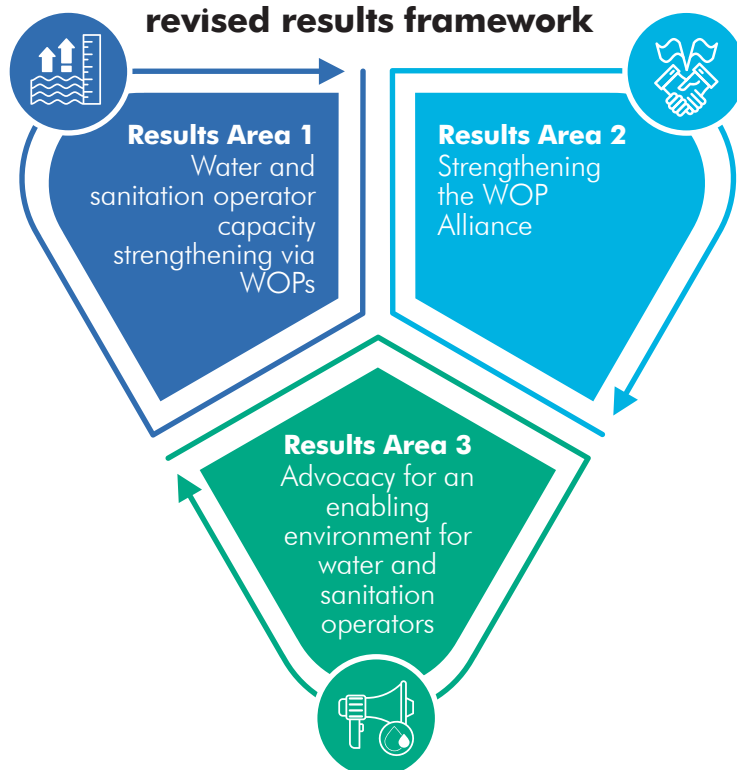 revised results framework
Results Area 1
Water and
sanitation operator
capacity
strengthening via
WOPs
Results Area 2
Strengthening
the WOP
Alliance
Results Area 3
Advocacy for an
enabling
environment for
water and
sanitation
operators